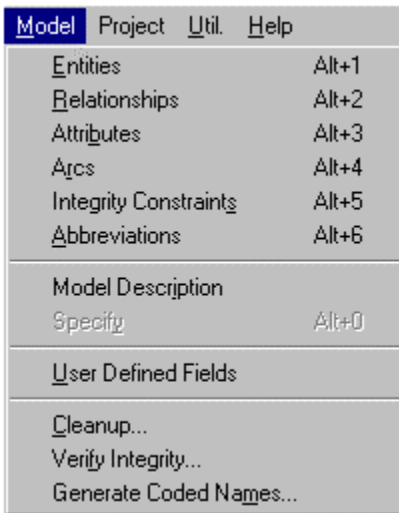 Model Project Util. Help
Entities Alt+1
Relationships Alt+2
Attributes Alt+3
Arcs Alt+4
Integrity Constraints Alt+5
Abbreviations Alt+6
Model Description
Specify Alt+0
User Defined Fields
Cleanup...
Verify Integrity...
Generate Coded Names...